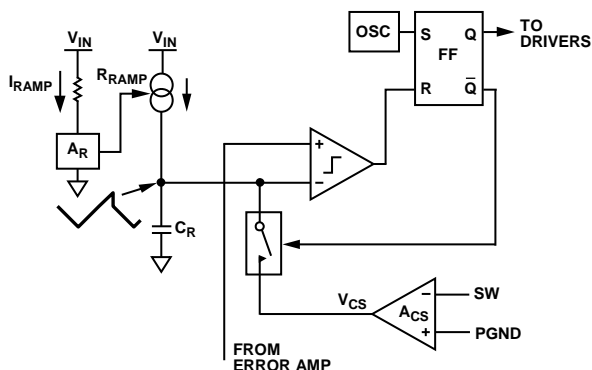 VIN
VIN
IRAMP
RRAMP
AR
CR
OSC
S
Q
FF
R
Q̅
TO
DRIVERS
+
−
VCS
ACS
−
+
SW
PGND
FROM
ERROR AMP